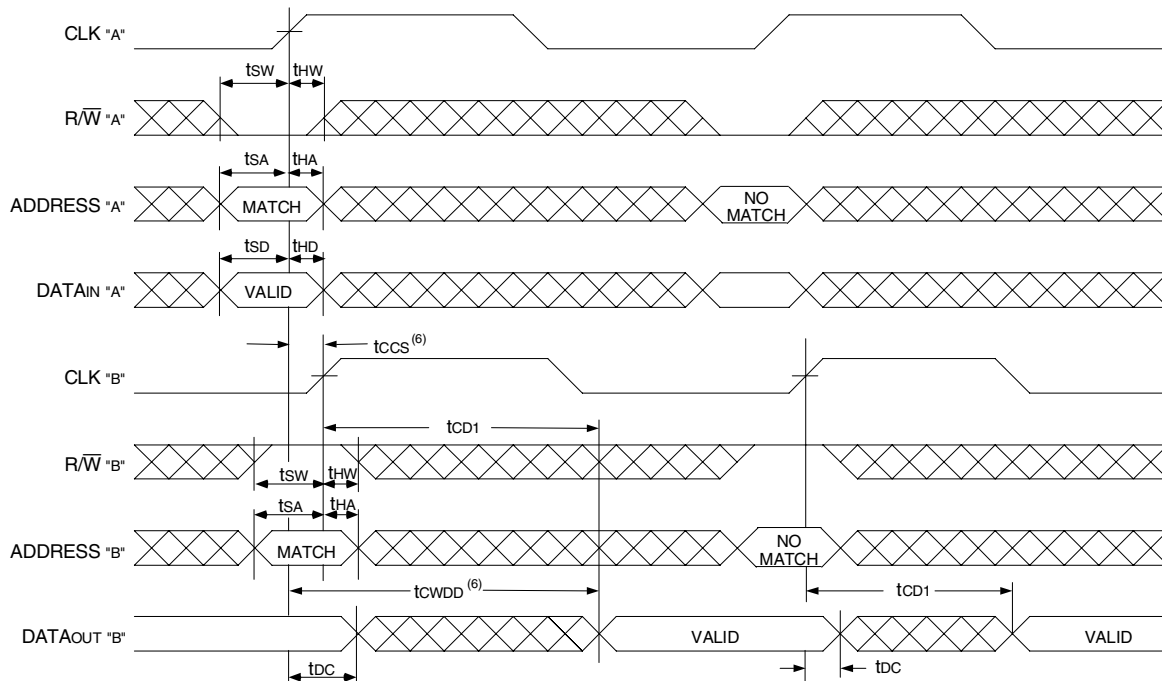 CLK "A"
tSW tHW
R/W̅ "A"
tSA tHA
ADDRESS "A" MATCH NO MATCH
tSD tHD
DATAIN "A" VALID
tCCS (6)
CLK "B"
tCD1
R/W̅ "B"
tSW tHW
tSA tHA
ADDRESS "B" MATCH NO MATCH
tCWDD (6) tCD1
DATAOUT "B" VALID VALID
tDC tDC